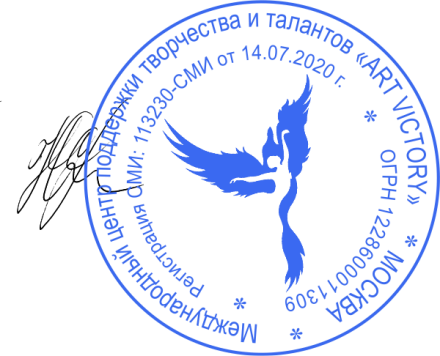 Международный центр поддержки творчества и талантов «ART VICTORY» * МОСКВА *
Регистрация СМИ: 113230-СМИ от 14.07.2020 г. * ОГРН 1228600011309 *